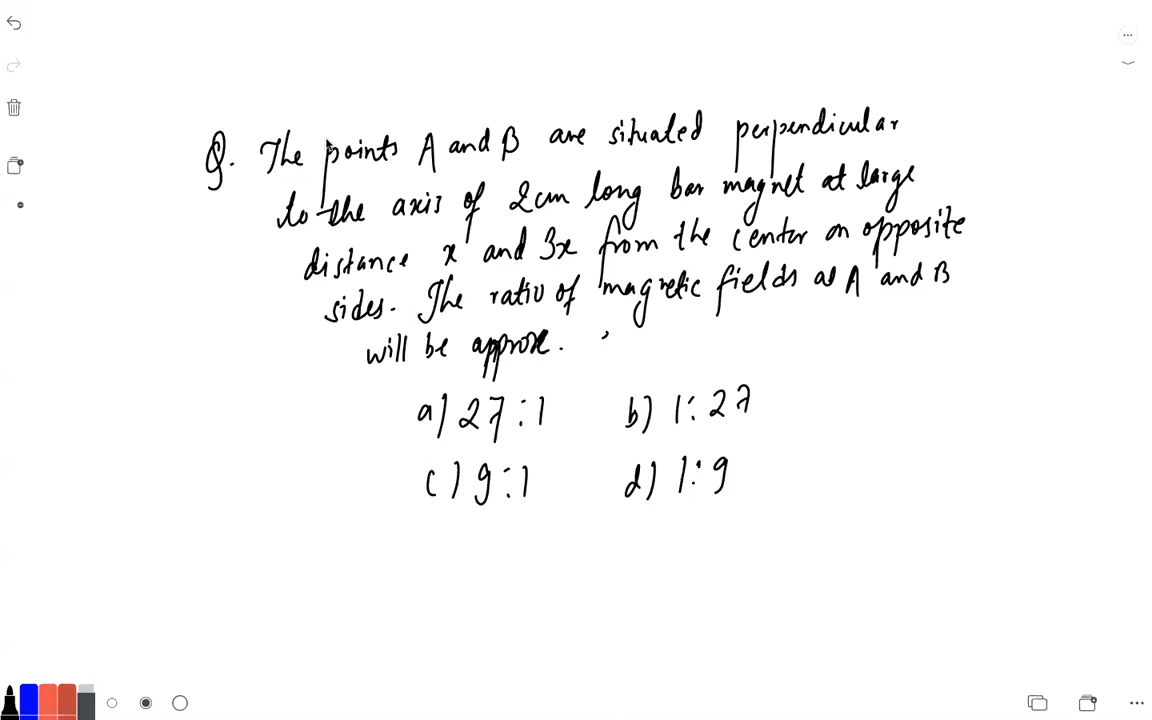 Q. The points A and B are situated perpendicular
to the axis of 2cm long bar magnet at large
distance x and 3x from the center on opposite
sides. The ratio of magnetic fields at A and B
will be approx.
a) 27:1 b) 1:27
c) 9:1 d) 1:9